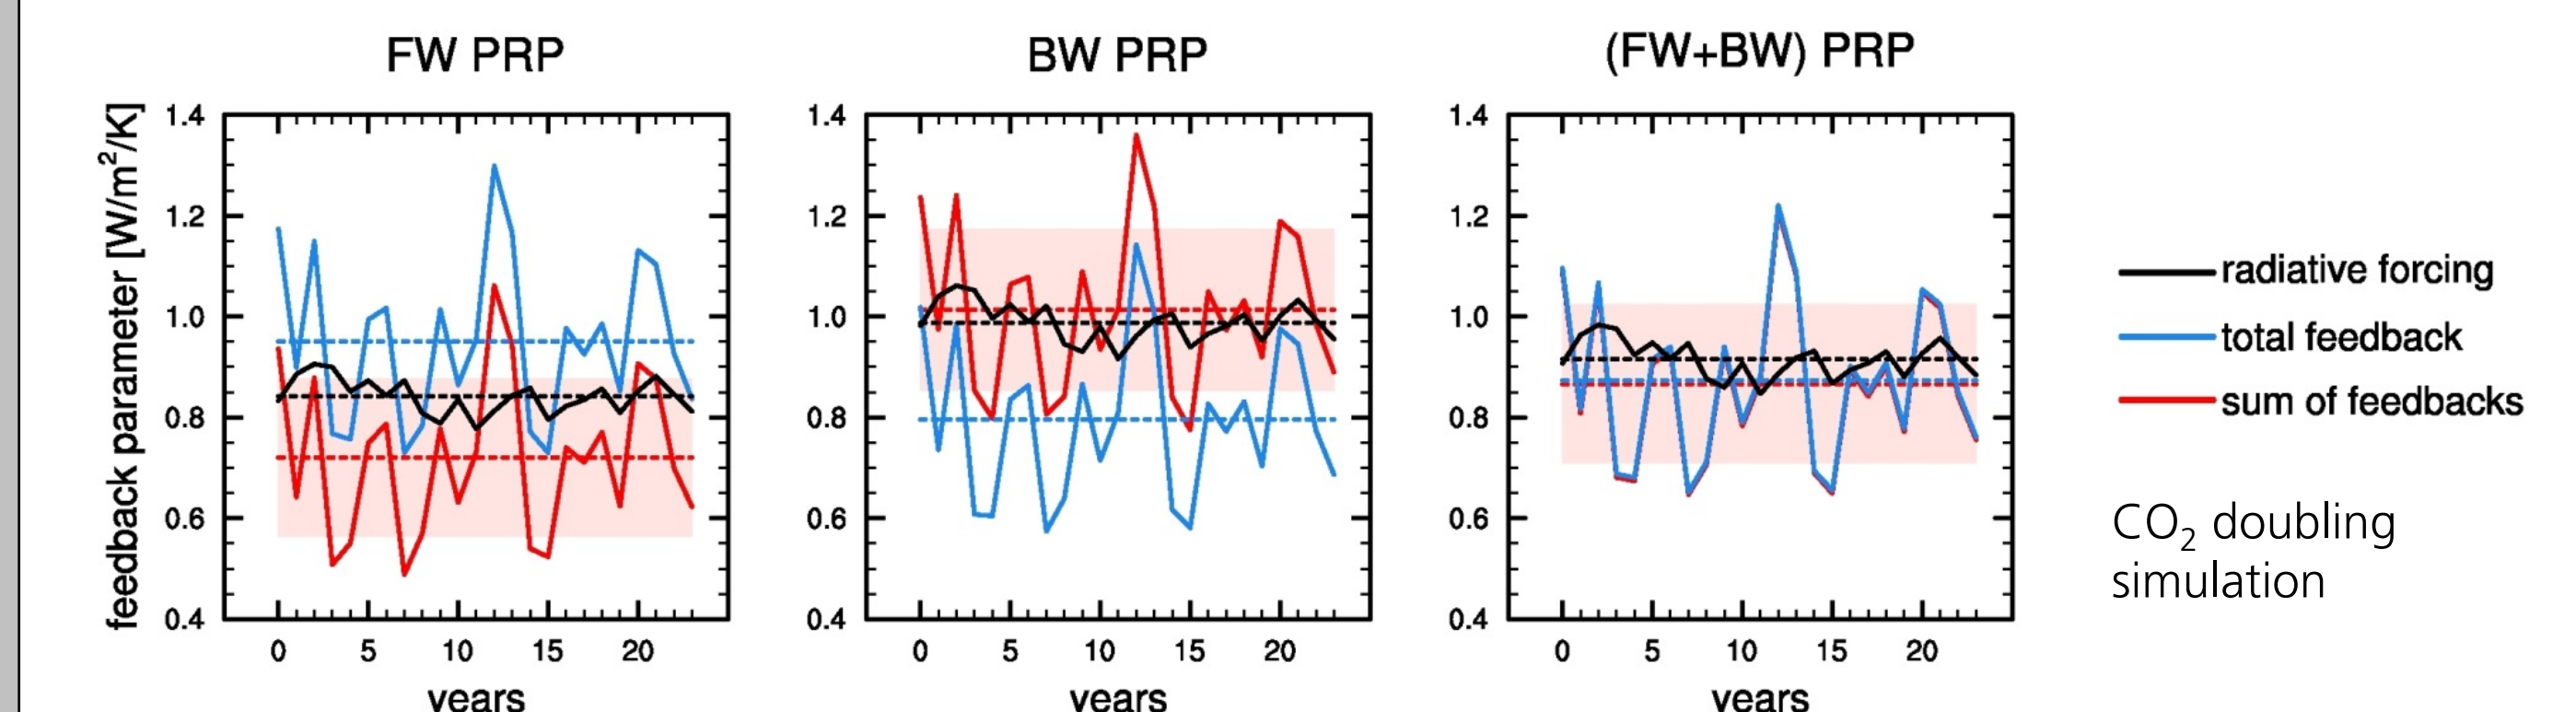 FW PRP
BW PRP
(FW+BW) PRP
feedback parameter [W/m²/K]
1.4
1.2
1.0
0.8
0.6
0.4
0 5 10 15 20
years
1.4
1.2
1.0
0.8
0.6
0.4
0 5 10 15 20
years
1.4
1.2
1.0
0.8
0.6
0.4
0 5 10 15 20
years
radiative forcing
total feedback
sum of feedbacks
CO₂ doubling
simulation